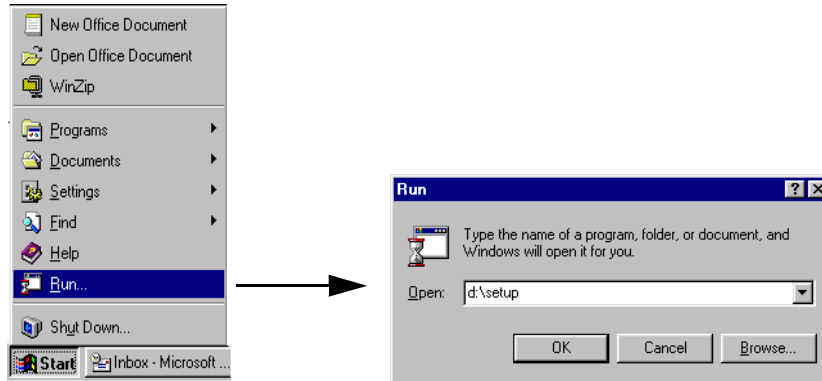 New Office Document
Open Office Document
WinZip
Programs
Documents
Settings
Find
Help
Run...
Shut Down...
Start
Inbox - Microsoft ...
Run
Type the name of a program, folder, or document, and
Windows will open it for you.
Open:
d:\setup
OK
Cancel
Browse...